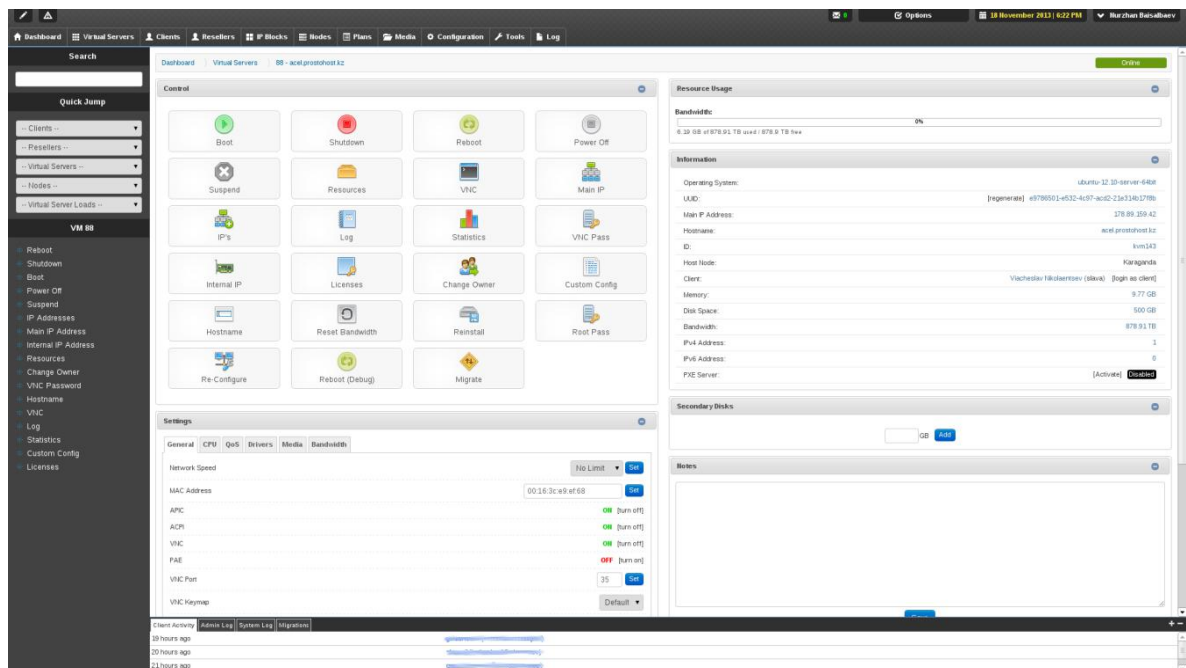 0
Options
18 November 2013 | 6:22 PM
Nurzhan Baisalbaev
Dashboard
Virtual Servers
Clients
Resellers
IP Blocks
Nodes
Plans
Media
Configuration
Tools
Log
Search
Quick Jump
-- Clients --
-- Resellers --
-- Virtual Servers --
-- Nodes --
-- Virtual Server Loads --
VM 88
Reboot
Shutdown
Boot
Power Off
Suspend
IP Addresses
Main IP Address
Internal IP Address
Resources
Change Owner
VNC Password
Hostname
VNC
Log
Statistics
Custom Config
Licenses
Dashboard
Virtual Servers
88 - acel.prostohost.kz
Online
Control
Boot
Shutdown
Reboot
Power Off
Suspend
Resources
VNC
Main IP
IP's
Log
Statistics
VNC Pass
Internal IP
Licenses
Change Owner
Custom Config
Hostname
Reset Bandwidth
Reinstall
Root Pass
Re-Configure
Reboot (Debug)
Migrate
Settings
General
CPU
QoS
Drivers
Media
Bandwidth
Network Speed
No Limit
Set
MAC Address
00:16:3c:e9:ef:68
Set
APIC
ON [turn off]
ACPI
ON [turn off]
VNC
ON [turn off]
PAE
OFF [turn on]
VNC Port
35
Set
VNC Keymap
Default
Resource Usage
Bandwidth:
0%
6.19 GB of 878.91 TB used / 878.9 TB free
Information
Operating System:
ubuntu-12.10-server-64bit
UUID:
[regenerate]
Main IP Address:
178.89.159.42
Hostname:
acel.prostohost.kz
ID:
kvm143
Host Node:
Karaganda
Client:
Viacheslav Nikolaentsev (slava) [login as client]
Memory:
9.77 GB
Disk Space:
500 GB
Bandwidth:
878.91 TB
IPv4 Address:
1
IPv6 Address:
0
PXE Server:
[Activate] Disabled
Secondary Disks
GB
Add
Notes
Client Activity
Admin Log
System Log
Migrations
19 hours ago
20 hours ago
21 hours ago